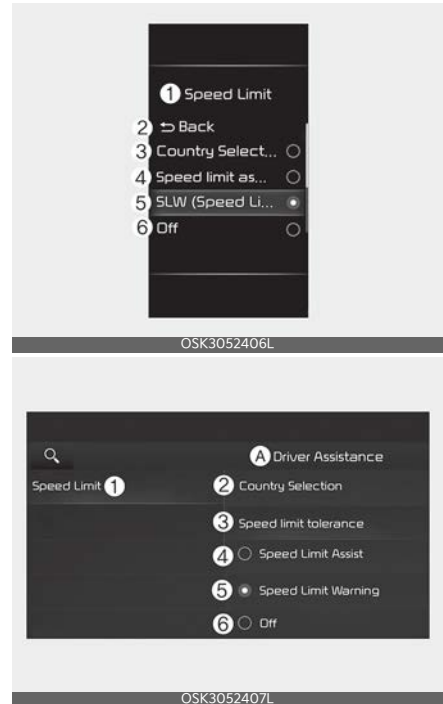 ① Speed Limit
② ⮌ Back
③ Country Select...
④ Speed limit as...
⑤ SLW (Speed Li...
⑥ Off
OSK3052406L
Ⓐ Driver Assistance
Speed Limit ①
② Country Selection
③ Speed limit tolerance
④ Speed Limit Assist
⑤ Speed Limit Warning
⑥ Off
OSK3052407L